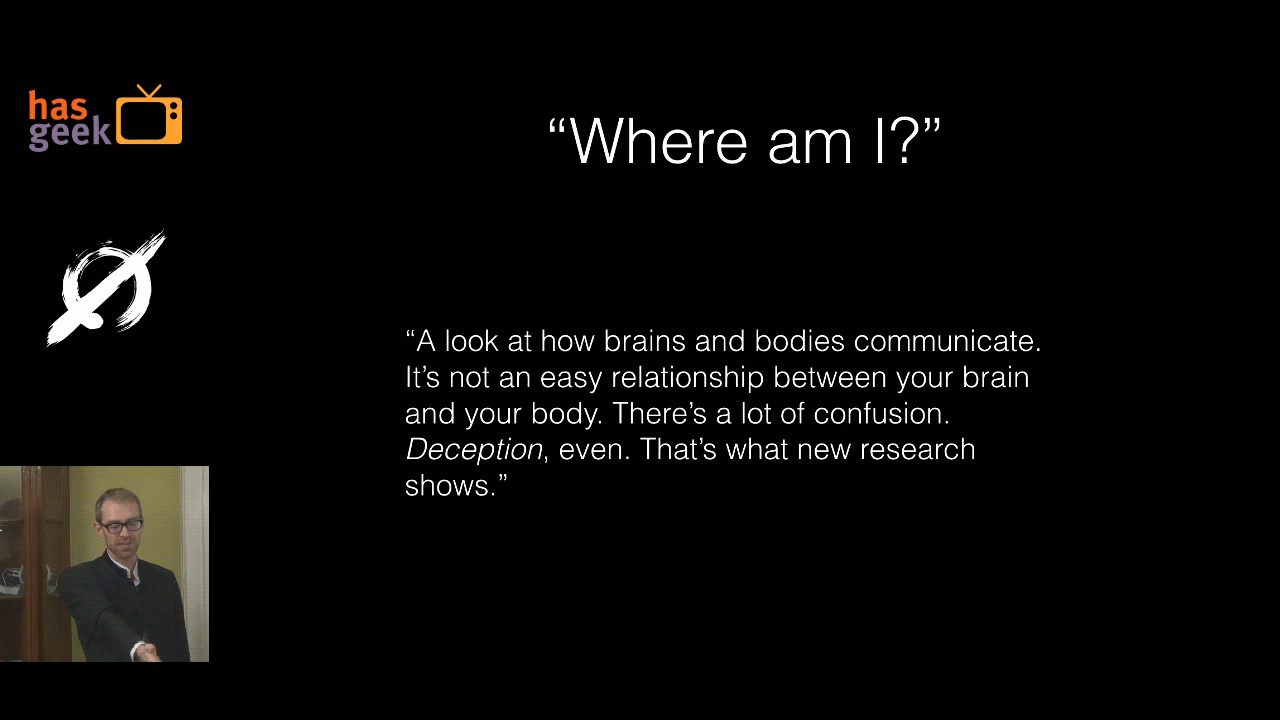 has
geek
“Where am I?”
“A look at how brains and bodies communicate.
It’s not an easy relationship between your brain
and your body. There’s a lot of confusion.
Deception, even. That’s what new research
shows.”